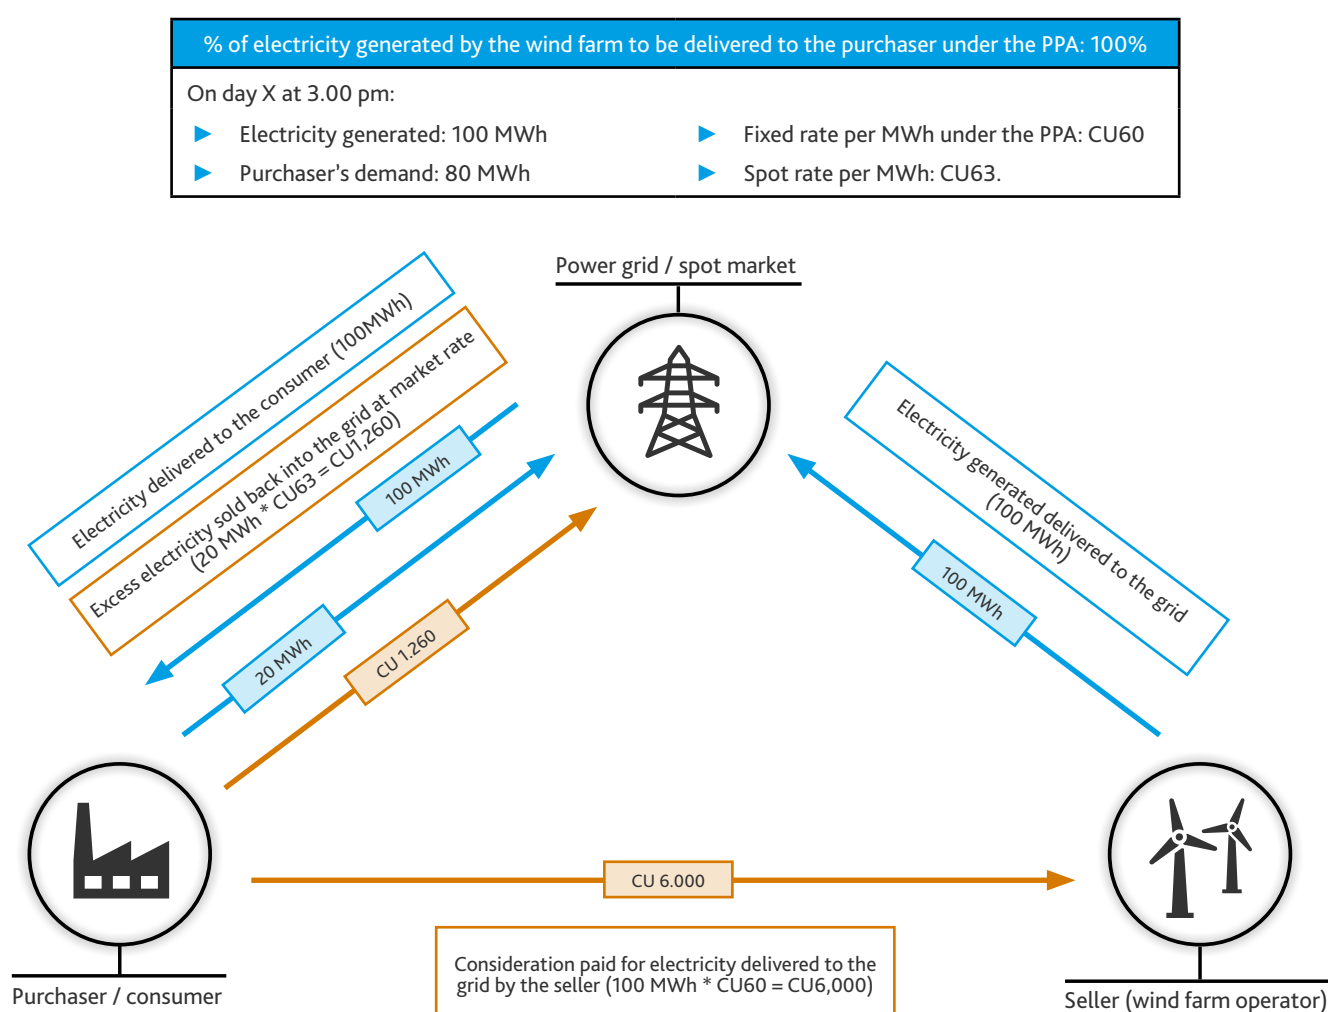 % of electricity generated by the wind farm to be delivered to the purchaser under the PPA: 100%
On day X at 3.00 pm:
► Electricity generated: 100 MWh
► Purchaser's demand: 80 MWh
► Fixed rate per MWh under the PPA: CU60
► Spot rate per MWh: CU63.
Power grid / spot market
Electricity delivered to the consumer (100MWh)
Excess electricity sold back into the grid at market rate
(20 MWh * CU63 = CU1,260)
100 MWh
20 MWh
CU 1.260
Electricity generated delivered to the grid
(100 MWh)
100 MWh
CU 6.000
Consideration paid for electricity delivered to the
grid by the seller (100 MWh * CU60 = CU6,000)
Purchaser / consumer
Seller (wind farm operator)